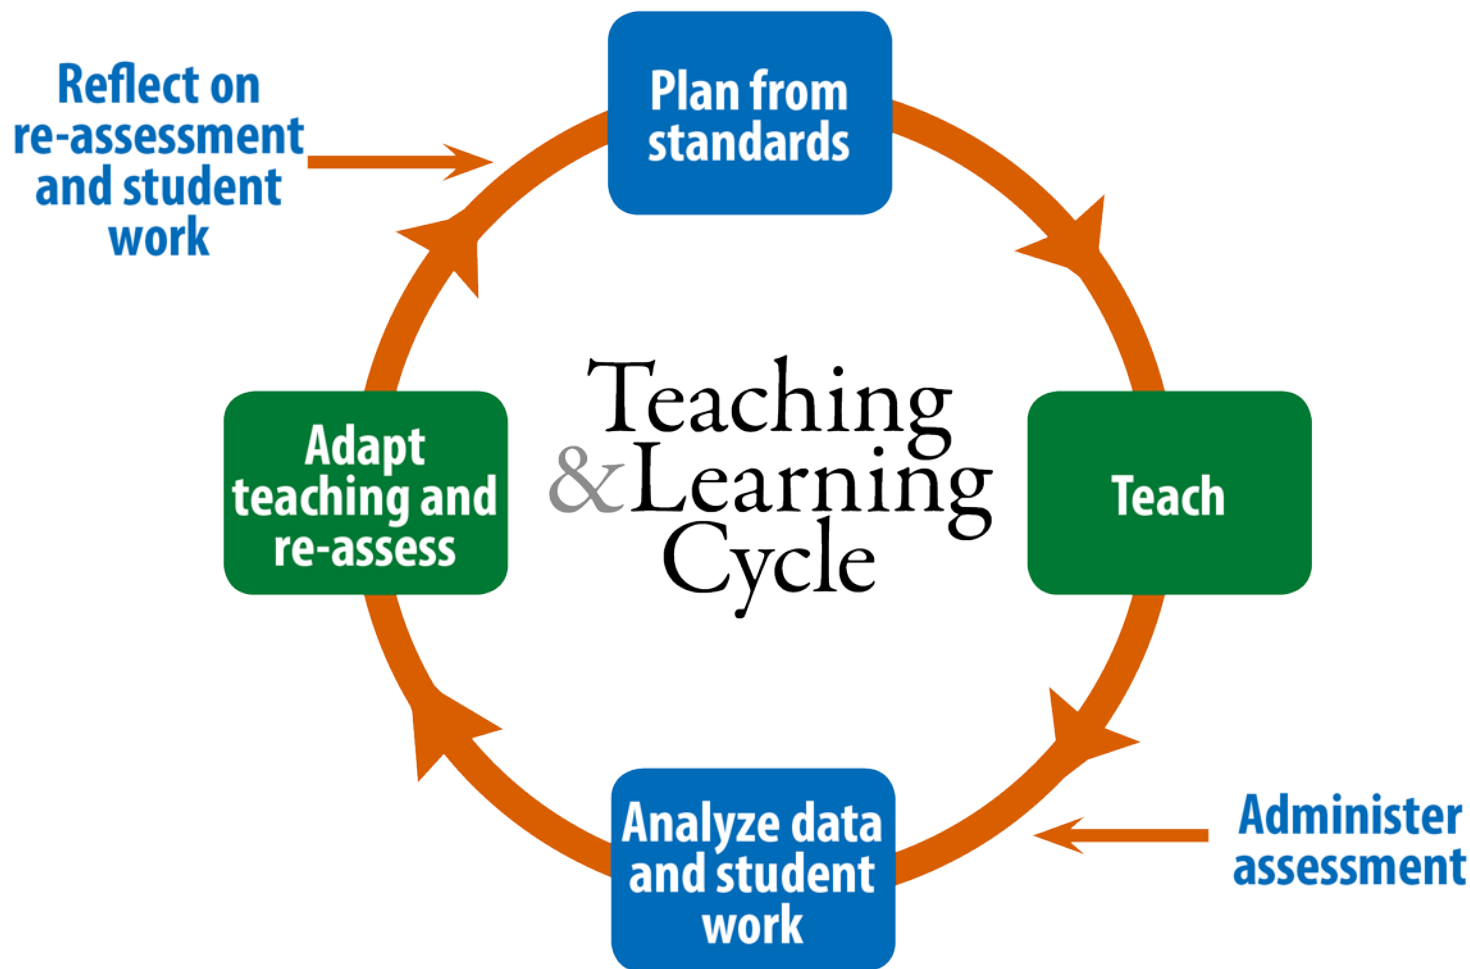 Plan from
standards
Reflect on
re-assessment
and student
work
Teaching
&Learning
Cycle
Adapt
teaching and
re-assess
Teach
Analyze data
and student
work
Administer
assessment